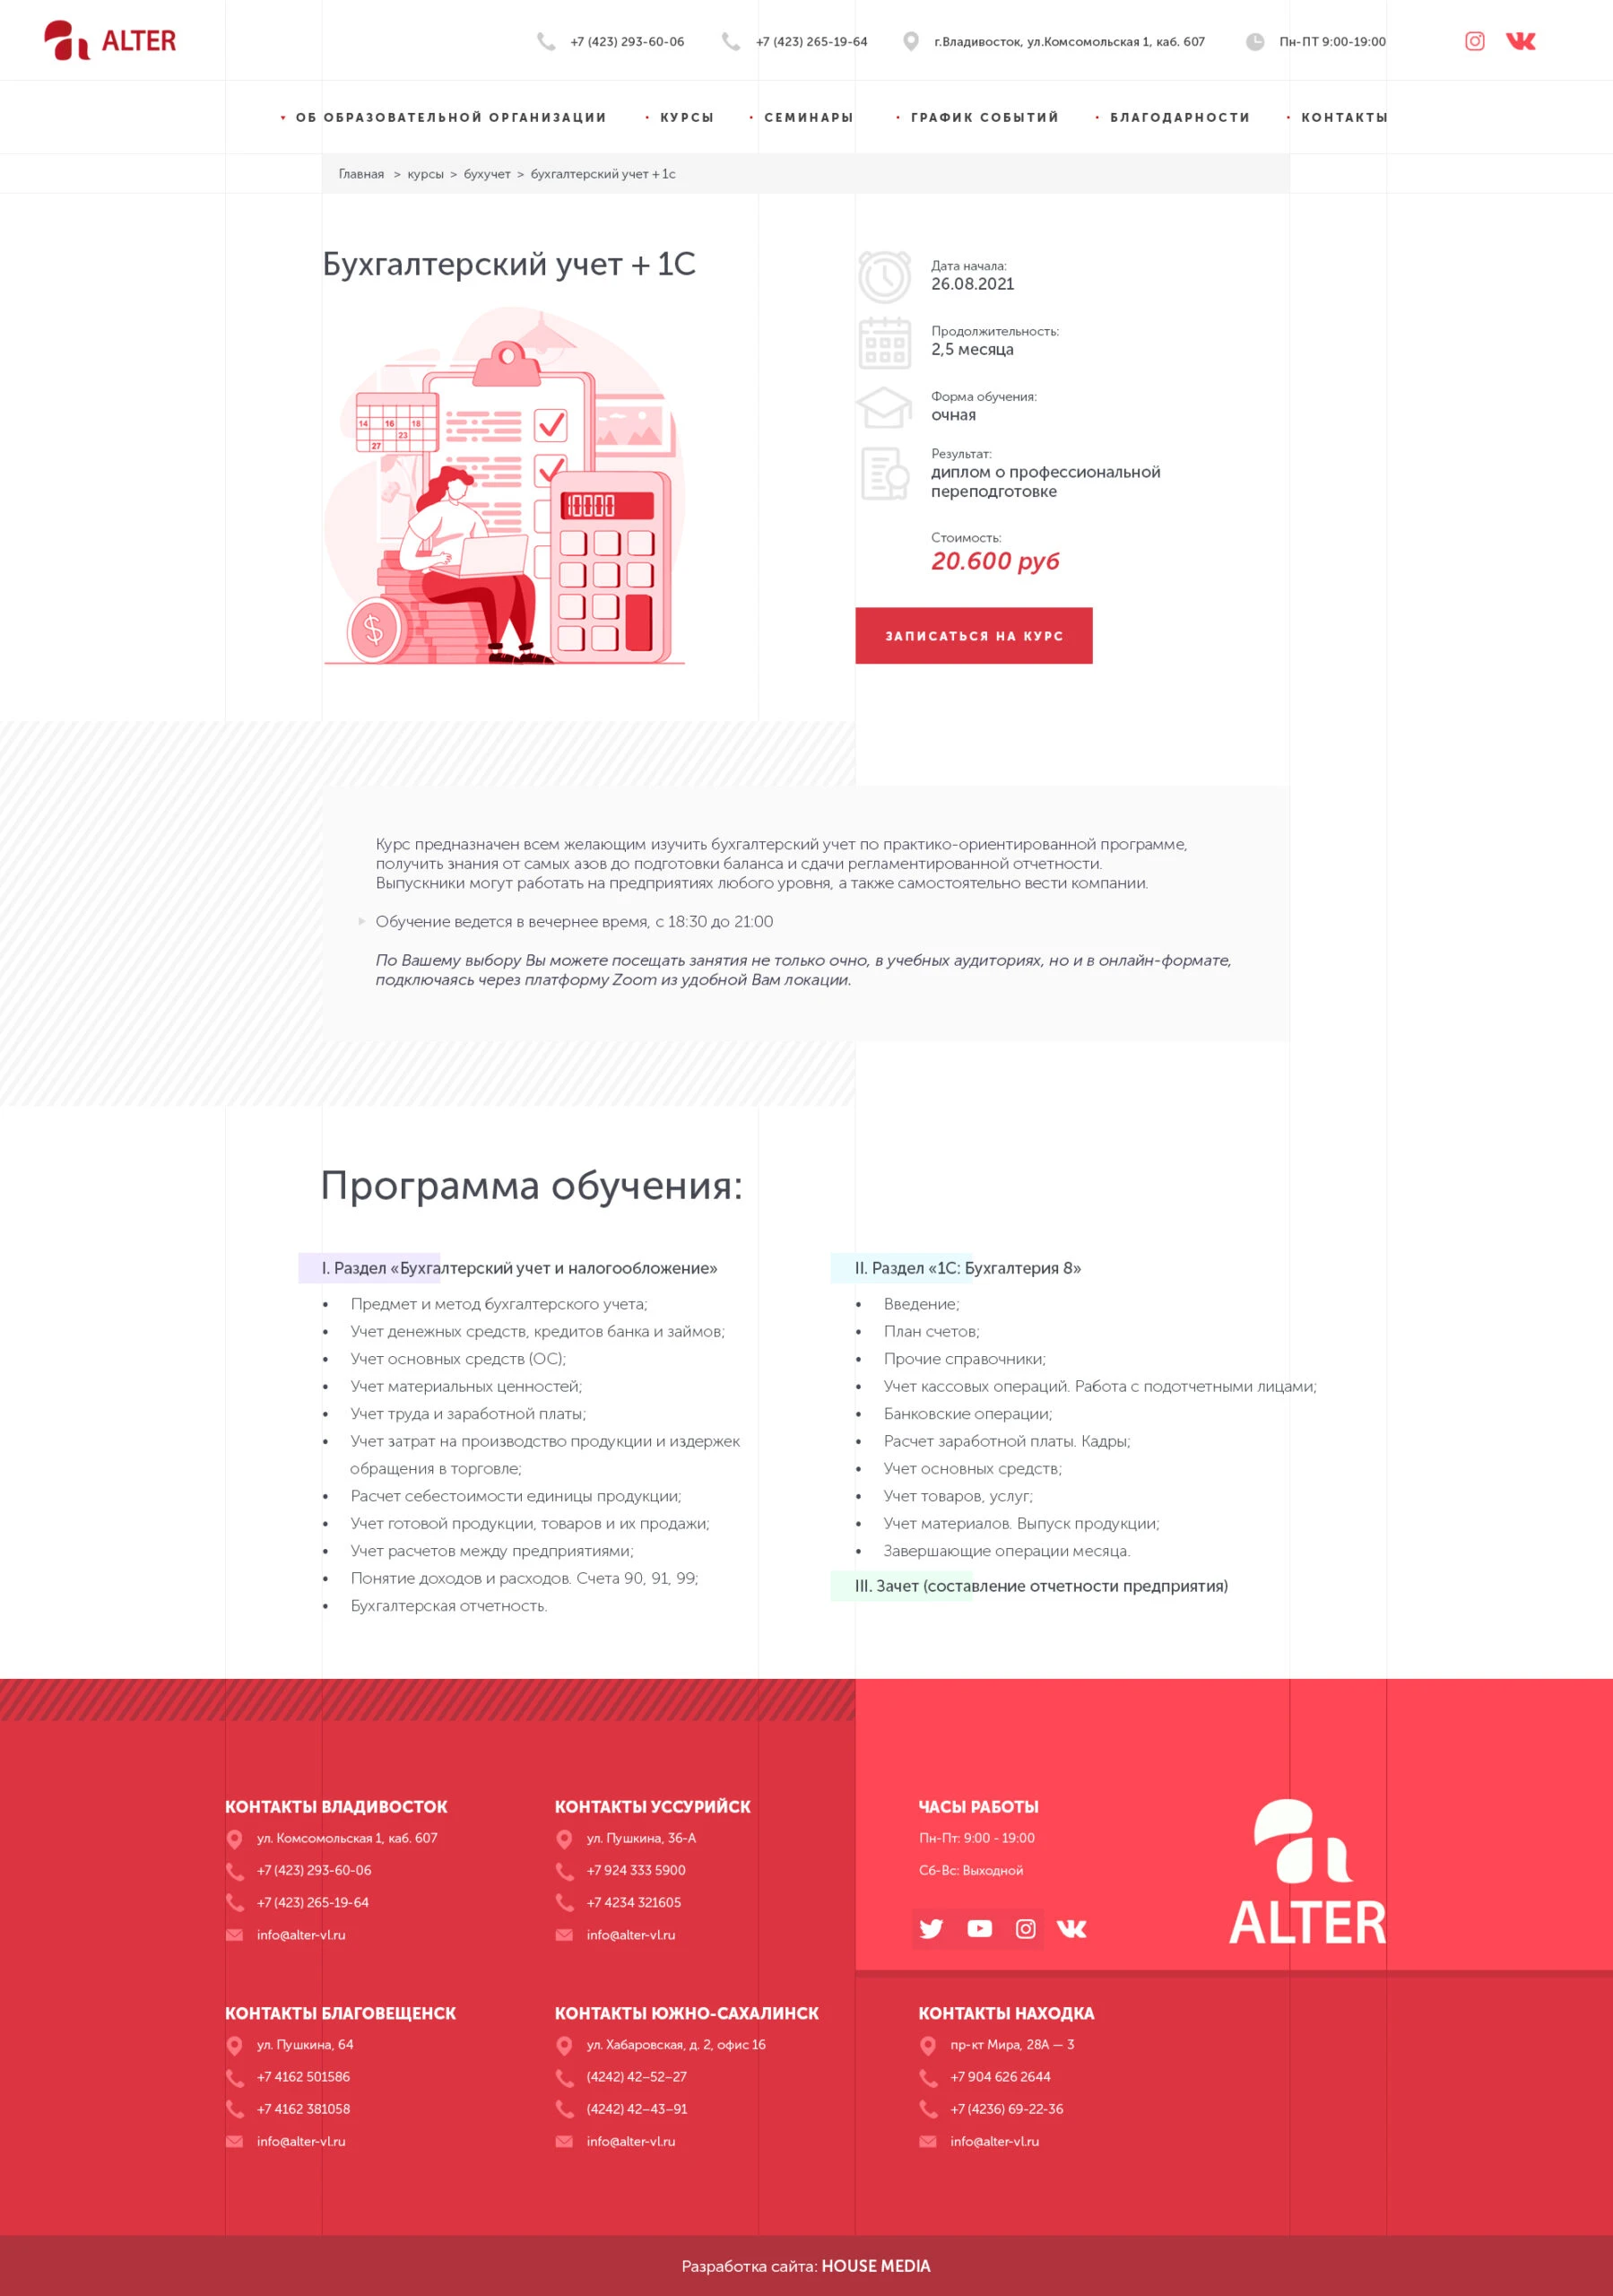 ALTER
+7 (423) 293-60-06
+7 (423) 265-19-64
г.Владивосток, ул.Комсомольская 1, каб. 607
Пн-ПТ 9:00-19:00
ОБ ОБРАЗОВАТЕЛЬНОЙ ОРГАНИЗАЦИИ
КУРСЫ
СЕМИНАРЫ
ГРАФИК СОБЫТИЙ
БЛАГОДАРНОСТИ
КОНТАКТЫ
Главная > курсы > бухучет > бухгалтерский учет + 1с
Бухгалтерский учет + 1С
14 16 18
23
27
10000
$
Дата начала:
26.08.2021
Продолжительность:
2,5 месяца
Форма обучения:
очная
Результат:
диплом о профессиональной
переподготовке
Стоимость:
20.600 руб
ЗАПИСАТЬСЯ НА КУРС
Курс предназначен всем желающим изучить бухгалтерский учет по практико-ориентированной программе,
получить знания от самых азов до подготовки баланса и сдачи регламентированной отчетности.
Выпускники могут работать на предприятиях любого уровня, а также самостоятельно вести компании.
Обучение ведется в вечернее время, с 18:30 до 21:00
По Вашему выбору Вы можете посещать занятия не только очно, в учебных аудиториях, но и в онлайн-формате,
подключаясь через платформу Zoom из удобной Вам локации.
Программа обучения:
I. Раздел «Бухгалтерский учет и налогообложение»
• Предмет и метод бухгалтерского учета;
• Учет денежных средств, кредитов банка и займов;
• Учет основных средств (ОС);
• Учет материальных ценностей;
• Учет труда и заработной платы;
• Учет затрат на производство продукции и издержек
обращения в торговле;
• Расчет себестоимости единицы продукции;
• Учет готовой продукции, товаров и их продажи;
• Учет расчетов между предприятиями;
• Понятие доходов и расходов. Счета 90, 91, 99;
• Бухгалтерская отчетность.
II. Раздел «1С: Бухгалтерия 8»
• Введение;
• План счетов;
• Прочие справочники;
• Учет кассовых операций. Работа с подотчетными лицами;
• Банковские операции;
• Расчет заработной платы. Кадры;
• Учет основных средств;
• Учет товаров, услуг;
• Учет материалов. Выпуск продукции;
• Завершающие операции месяца.
III. Зачет (составление отчетности предприятия)
КОНТАКТЫ ВЛАДИВОСТОК
ул. Комсомольская 1, каб. 607
+7 (423) 293-60-06
+7 (423) 265-19-64
info@alter-vl.ru
КОНТАКТЫ УССУРИЙСК
ул. Пушкина, 36-А
+7 924 333 5900
+7 4234 321605
info@alter-vl.ru
ЧАСЫ РАБОТЫ
Пн-Пт: 9:00 - 19:00
Сб-Вс: Выходной
ALTER
КОНТАКТЫ БЛАГОВЕЩЕНСК
ул. Пушкина, 64
+7 4162 501586
+7 4162 381058
info@alter-vl.ru
КОНТАКТЫ ЮЖНО-САХАЛИНСК
ул. Хабаровская, д. 2, офис 16
(4242) 42–52–27
(4242) 42–43–91
info@alter-vl.ru
КОНТАКТЫ НАХОДКА
пр-кт Мира, 28А — 3
+7 904 626 2644
+7 (4236) 69-22-36
info@alter-vl.ru
Разработка сайта: HOUSE MEDIA